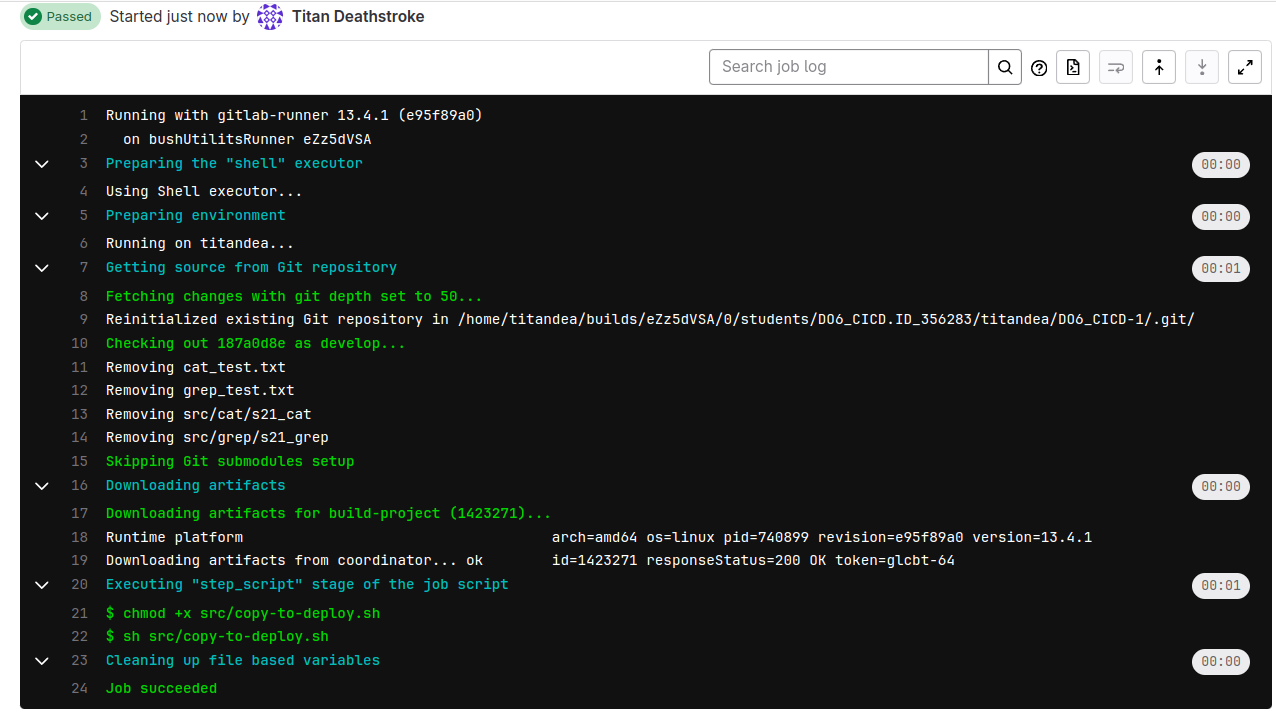 Passed Started just now by Titan Deathstroke
Search job log
1 Running with gitlab-runner 13.4.1 (e95f89a0)
2 on bushUtilitsRunner eZz5dVSA
3 Preparing the "shell" executor 00:00
4 Using Shell executor...
5 Preparing environment 00:00
6 Running on titandea...
7 Getting source from Git repository 00:01
8 Fetching changes with git depth set to 50...
9 Reinitialized existing Git repository in /home/titandea/builds/eZz5dVSA/0/students/DO6_CICD.ID_356283/titandea/DO6_CICD-1/.git/
10 Checking out 187a0d8e as develop...
11 Removing cat_test.txt
12 Removing grep_test.txt
13 Removing src/cat/s21_cat
14 Removing src/grep/s21_grep
15 Skipping Git submodules setup
16 Downloading artifacts 00:00
17 Downloading artifacts for build-project (1423271)...
18 Runtime platform arch=amd64 os=linux pid=740899 revision=e95f89a0 version=13.4.1
19 Downloading artifacts from coordinator... ok id=1423271 responseStatus=200 OK token=glcbt-64
20 Executing "step_script" stage of the job script 00:01
21 $ chmod +x src/copy-to-deploy.sh
22 $ sh src/copy-to-deploy.sh
23 Cleaning up file based variables 00:00
24 Job succeeded